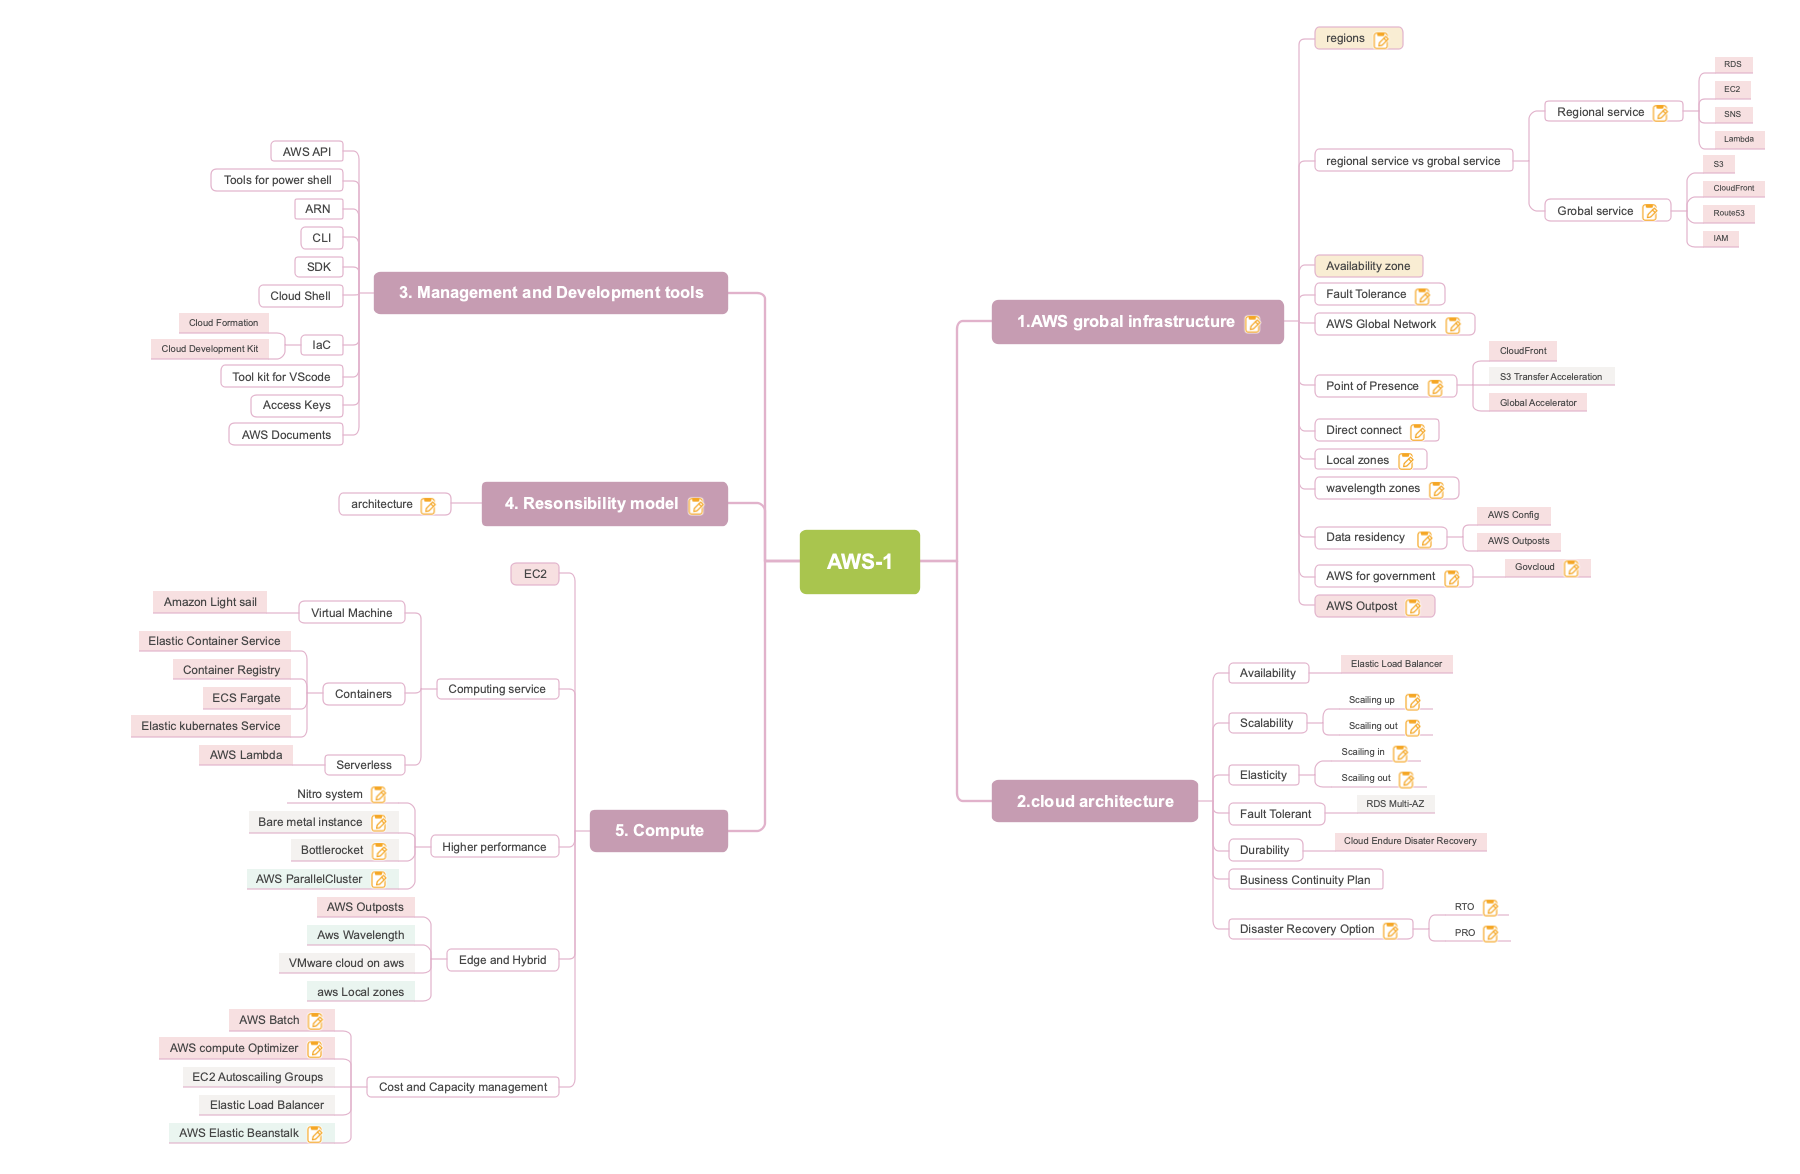 AWS-1
1.AWS grobal infrastructure
regions
regional service vs grobal service
Regional service
RDS
EC2
SNS
Lambda
Grobal service
S3
CloudFront
Route53
IAM
Availability zone
Fault Tolerance
AWS Global Network
Point of Presence
CloudFront
S3 Transfer Acceleration
Global Accelerator
Direct connect
Local zones
wavelength zones
Data residency
AWS Config
AWS Outposts
AWS for government
Govcloud
AWS Outpost
2.cloud architecture
Availability
Elastic Load Balancer
Scalability
Scailing up
Scailing out
Elasticity
Scailing in
Scailing out
Fault Tolerant
RDS Multi-AZ
Durability
Cloud Endure Disater Recovery
Business Continuity Plan
Disaster Recovery Option
RTO
PRO
3. Management and Development tools
AWS API
Tools for power shell
ARN
CLI
SDK
Cloud Shell
IaC
Cloud Formation
Cloud Development Kit
Tool kit for VScode
Access Keys
AWS Documents
4. Resonsibility model
architecture
5. Compute
EC2
Computing service
Virtual Machine
Amazon Light sail
Containers
Elastic Container Service
Container Registry
ECS Fargate
Elastic kubernates Service
Serverless
AWS Lambda
Higher performance
Nitro system
Bare metal instance
Bottlerocket
AWS ParallelCluster
Edge and Hybrid
AWS Outposts
Aws Wavelength
VMware cloud on aws
aws Local zones
Cost and Capacity management
AWS Batch
AWS compute Optimizer
EC2 Autoscailing Groups
Elastic Load Balancer
AWS Elastic Beanstalk